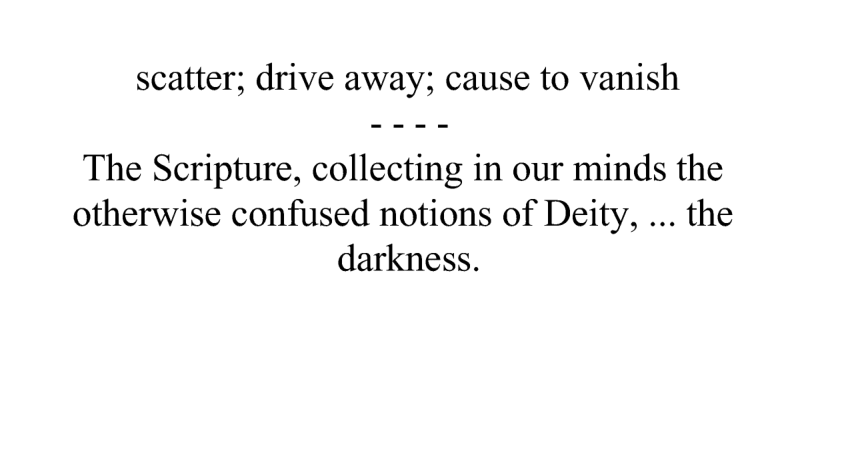 scatter; drive away; cause to vanish
- - - -
The Scripture, collecting in our minds the
otherwise confused notions of Deity, ... the
darkness.